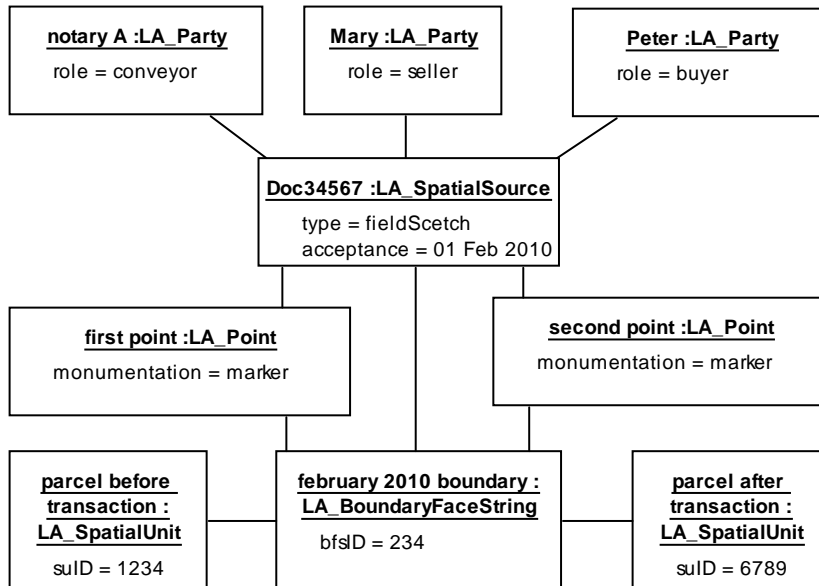 notary A :LA_Party
role = conveyor
Mary :LA_Party
role = seller
Peter :LA_Party
role = buyer
Doc34567 :LA_SpatialSource
type = fieldScetch
acceptance = 01 Feb 2010
first point :LA_Point
monumentation = marker
second point :LA_Point
monumentation = marker
parcel before
transaction :
LA_SpatialUnit
suID = 1234
february 2010 boundary :
LA_BoundaryFaceString
bfsID = 234
parcel after
transaction :
LA_SpatialUnit
suID = 6789